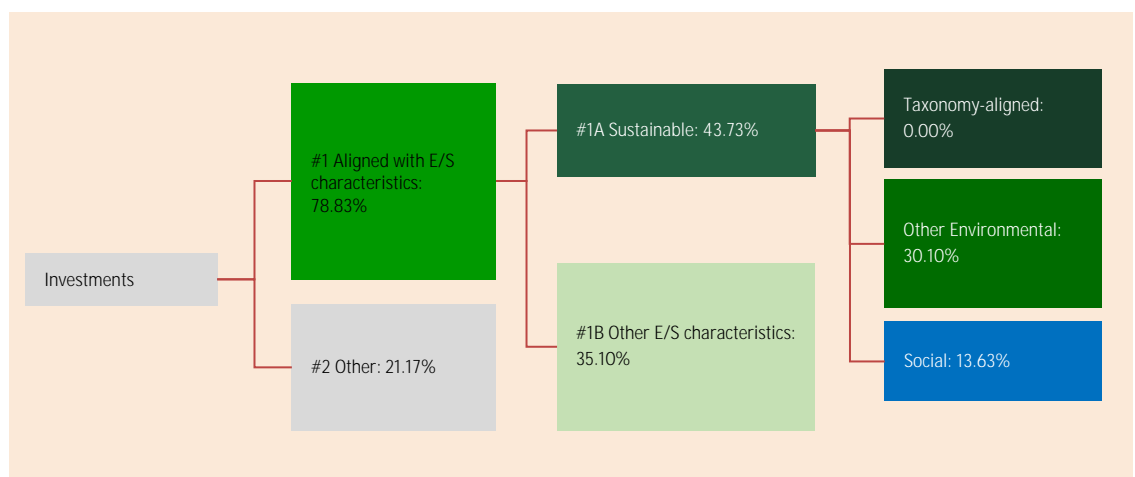 Investments
#1 Aligned with E/S
characteristics:
78.83%
#2 Other: 21.17%
#1A Sustainable: 43.73%
#1B Other E/S characteristics:
35.10%
Taxonomy-aligned:
0.00%
Other Environmental:
30.10%
Social: 13.63%